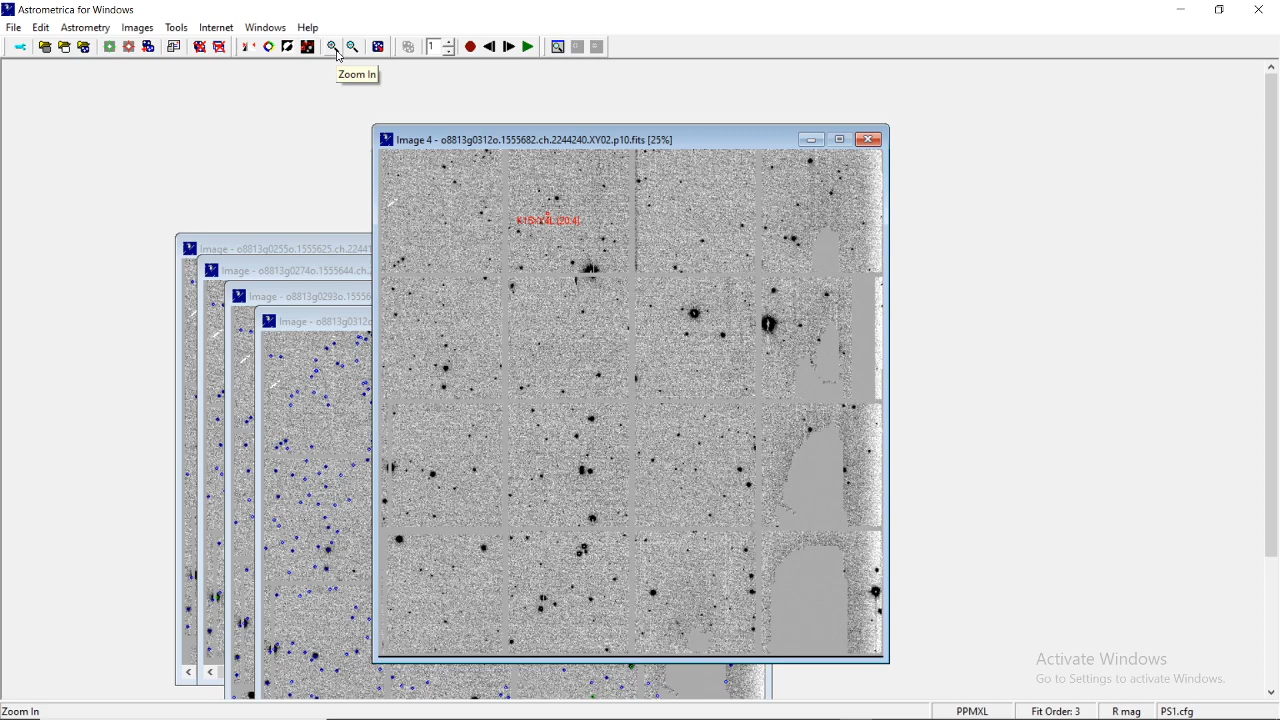 Astrometrica for Windows
File Edit Astrometry Images Tools Internet Windows Help
1
Zoom In
Image 4 - o8813g0312o.1555682.ch.2244240.XY02.p10.fits [25%]
Image - o8813g0255o.1555625.ch.2244
Image - o8813g0274o.1555644.ch.
Image - o8813g0293o.1555
Image - o8813g0312
Activate Windows
Go to Settings to activate Windows.
Zoom In PPMXL Fit Order: 3 R mag PS1.cfg